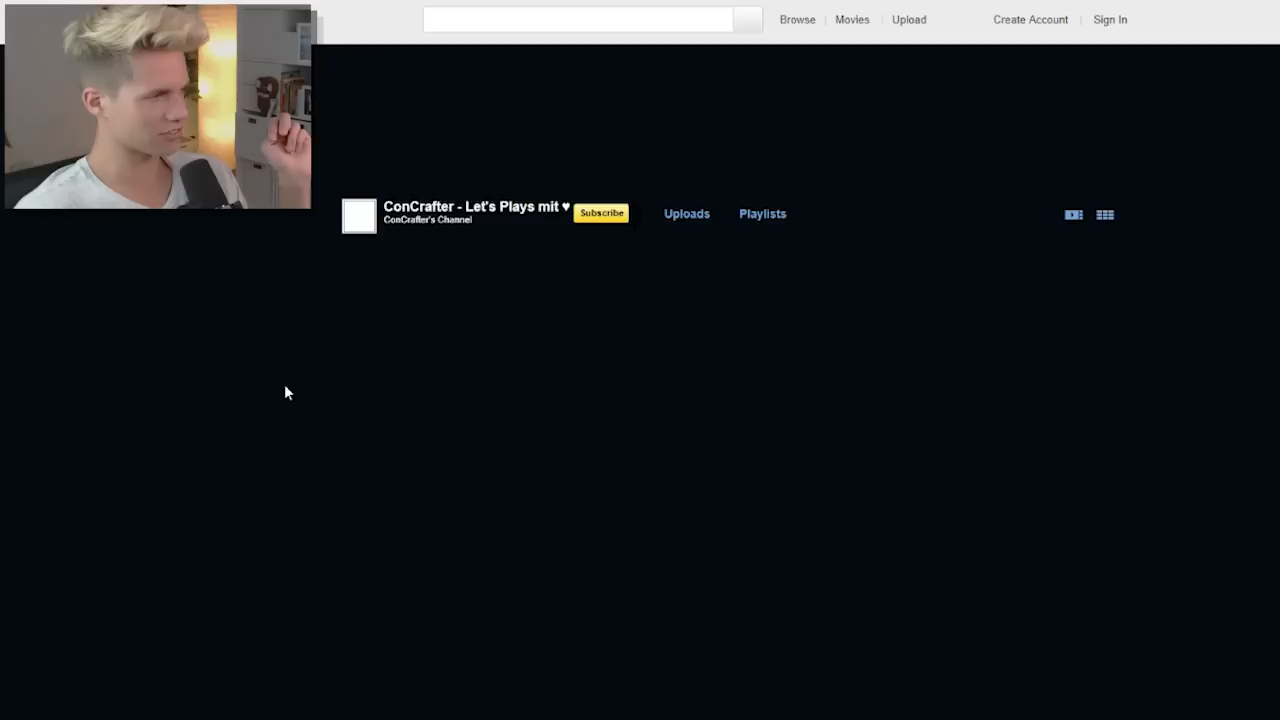 Browse Movies Upload Create Account Sign In
ConCrafter - Let's Plays mit ♥
ConCrafter's Channel
Subscribe
Uploads Playlists